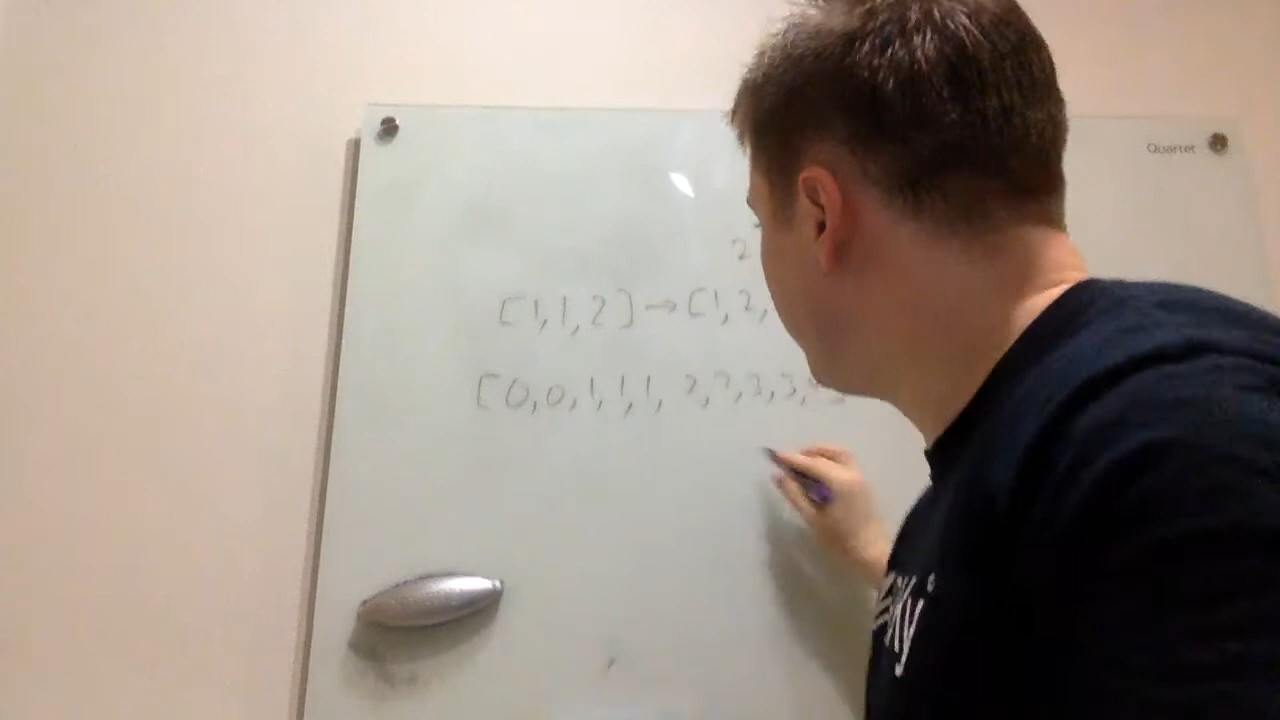 Quartet
2
[1,1,2] → [1,2,
[0,0,1,1,1,2,2,3,3,